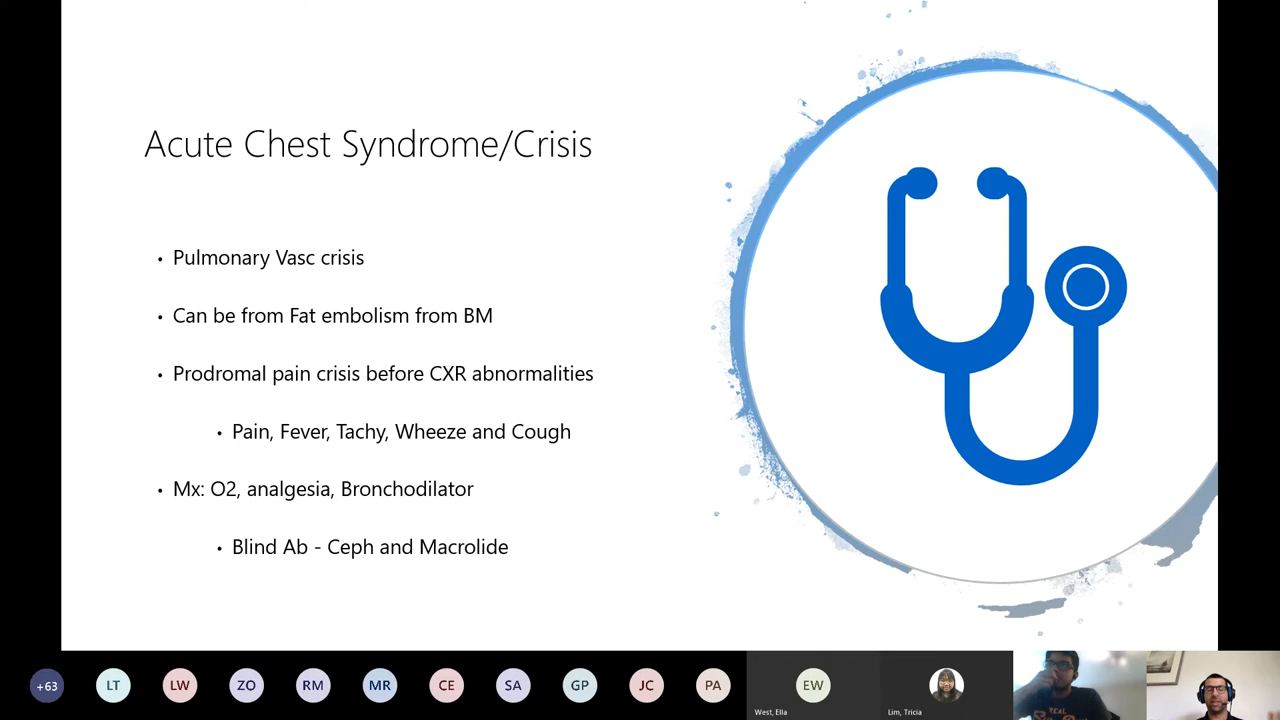 Acute Chest Syndrome/Crisis
• Pulmonary Vasc crisis
• Can be from Fat embolism from BM
• Prodromal pain crisis before CXR abnormalities
• Pain, Fever, Tachy, Wheeze and Cough
• Mx: O2, analgesia, Bronchodilator
• Blind Ab - Ceph and Macrolide
+63
LT
LW
ZO
RM
MR
CE
SA
GP
JC
PA
EW
West, Ella
Lim, Tricia
REAL